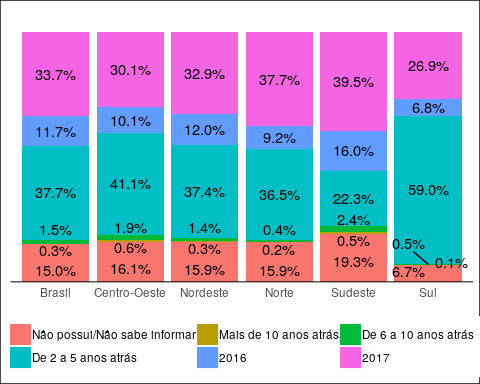 33.7% 30.1% 32.9% 37.7% 39.5% 26.9%
11.7% 10.1% 12.0% 9.2% 16.0% 6.8%
37.7% 41.1% 37.4% 36.5% 22.3% 59.0%
1.5% 1.9% 1.4% 0.4% 2.4% 0.5%
0.3% 0.6% 0.3% 0.2% 0.5% 0.1%
15.0% 16.1% 15.9% 15.9% 19.3% 6.7%
Brasil Centro-Oeste Nordeste Norte Sudeste Sul
Não possui/Não sabe informar Mais de 10 anos atrás De 6 a 10 anos atrás
De 2 a 5 anos atrás 2016 2017